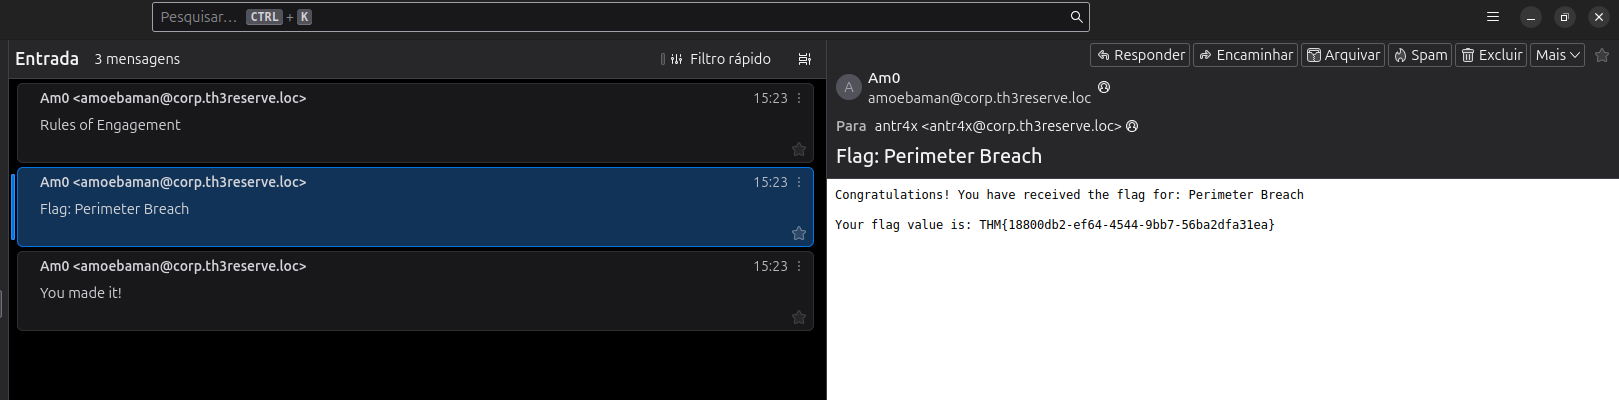 Pesquisar... CTRL + K
Entrada 3 mensagens Filtro rápido
Am0 <amoebaman@corp.th3reserve.loc> 15:23
Rules of Engagement
Am0 <amoebaman@corp.th3reserve.loc> 15:23
Flag: Perimeter Breach
Am0 <amoebaman@corp.th3reserve.loc> 15:23
You made it!
Responder Encaminhar Arquivar Spam Excluir Mais
A
Am0
amoebaman@corp.th3reserve.loc
Para antr4x <antr4x@corp.th3reserve.loc>
Flag: Perimeter Breach
Congratulations! You have received the flag for: Perimeter Breach
Your flag value is: THM{18800db2-ef64-4544-9bb7-56ba2dfa31ea}